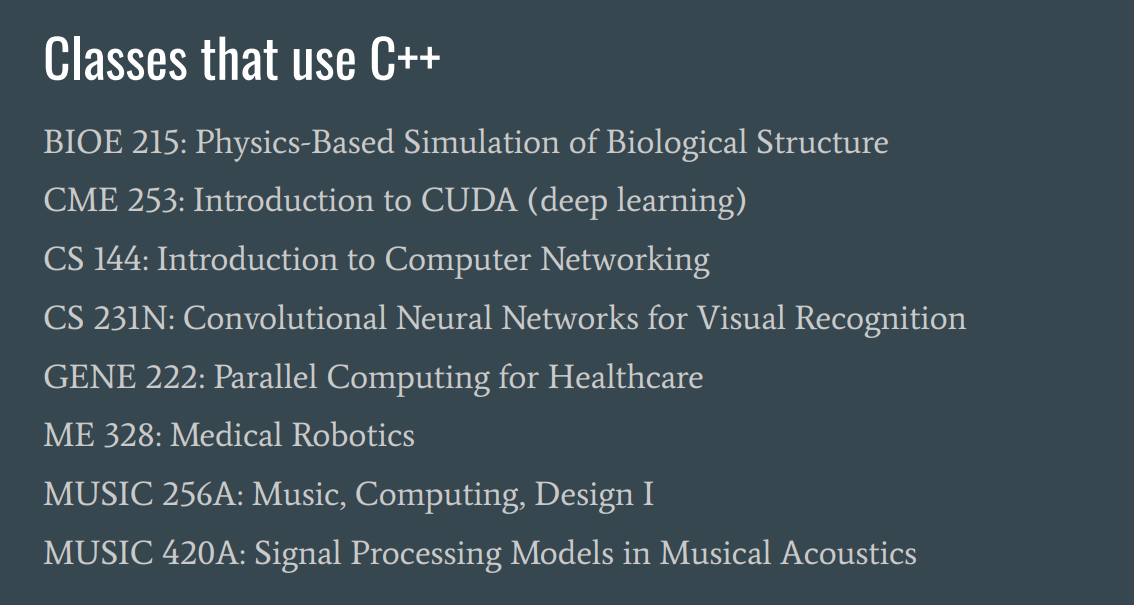 Classes that use C++
BIOE 215: Physics-Based Simulation of Biological Structure
CME 253: Introduction to CUDA (deep learning)
CS 144: Introduction to Computer Networking
CS 231N: Convolutional Neural Networks for Visual Recognition
GENE 222: Parallel Computing for Healthcare
ME 328: Medical Robotics
MUSIC 256A: Music, Computing, Design I
MUSIC 420A: Signal Processing Models in Musical Acoustics